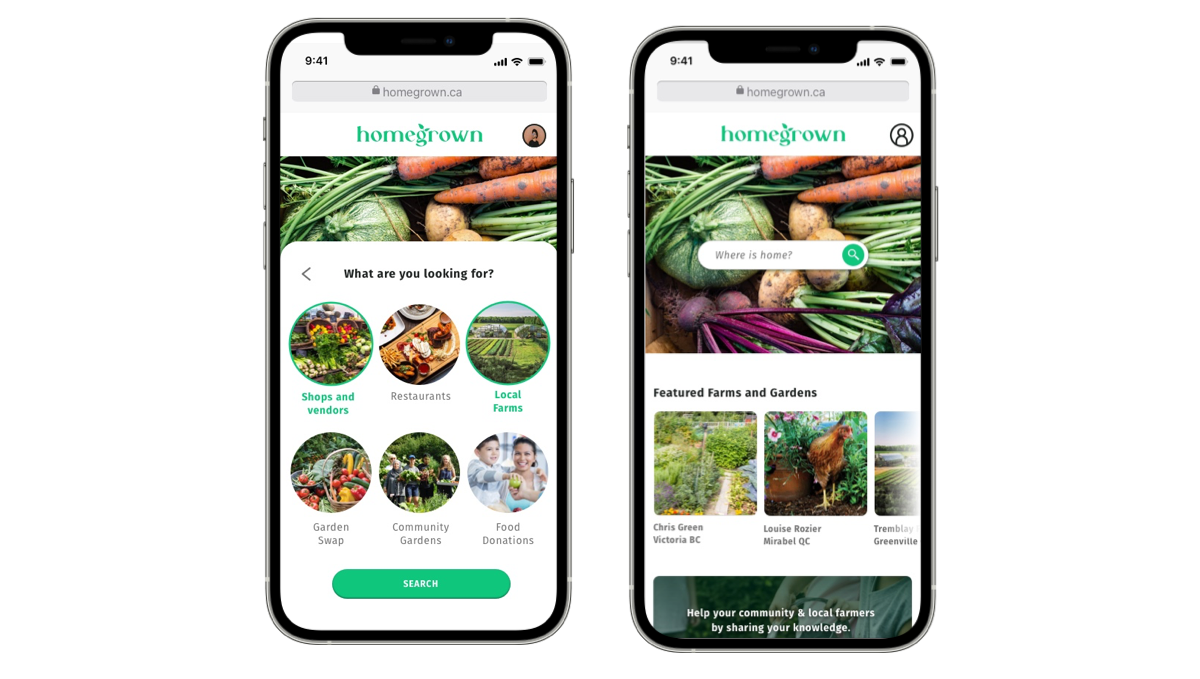 9:41
homegrown.ca
homegrown
What are you looking for?
Shops and
vendors
Restaurants
Local
Farms
Garden
Swap
Community
Gardens
Food
Donations
SEARCH
9:41
homegrown.ca
homegrown
Where is home?
Featured Farms and Gardens
Chris Green
Victoria BC
Louise Rozier
Mirabel QC
Tremblay
Greenville
Help your community & local farmers
by sharing your knowledge.